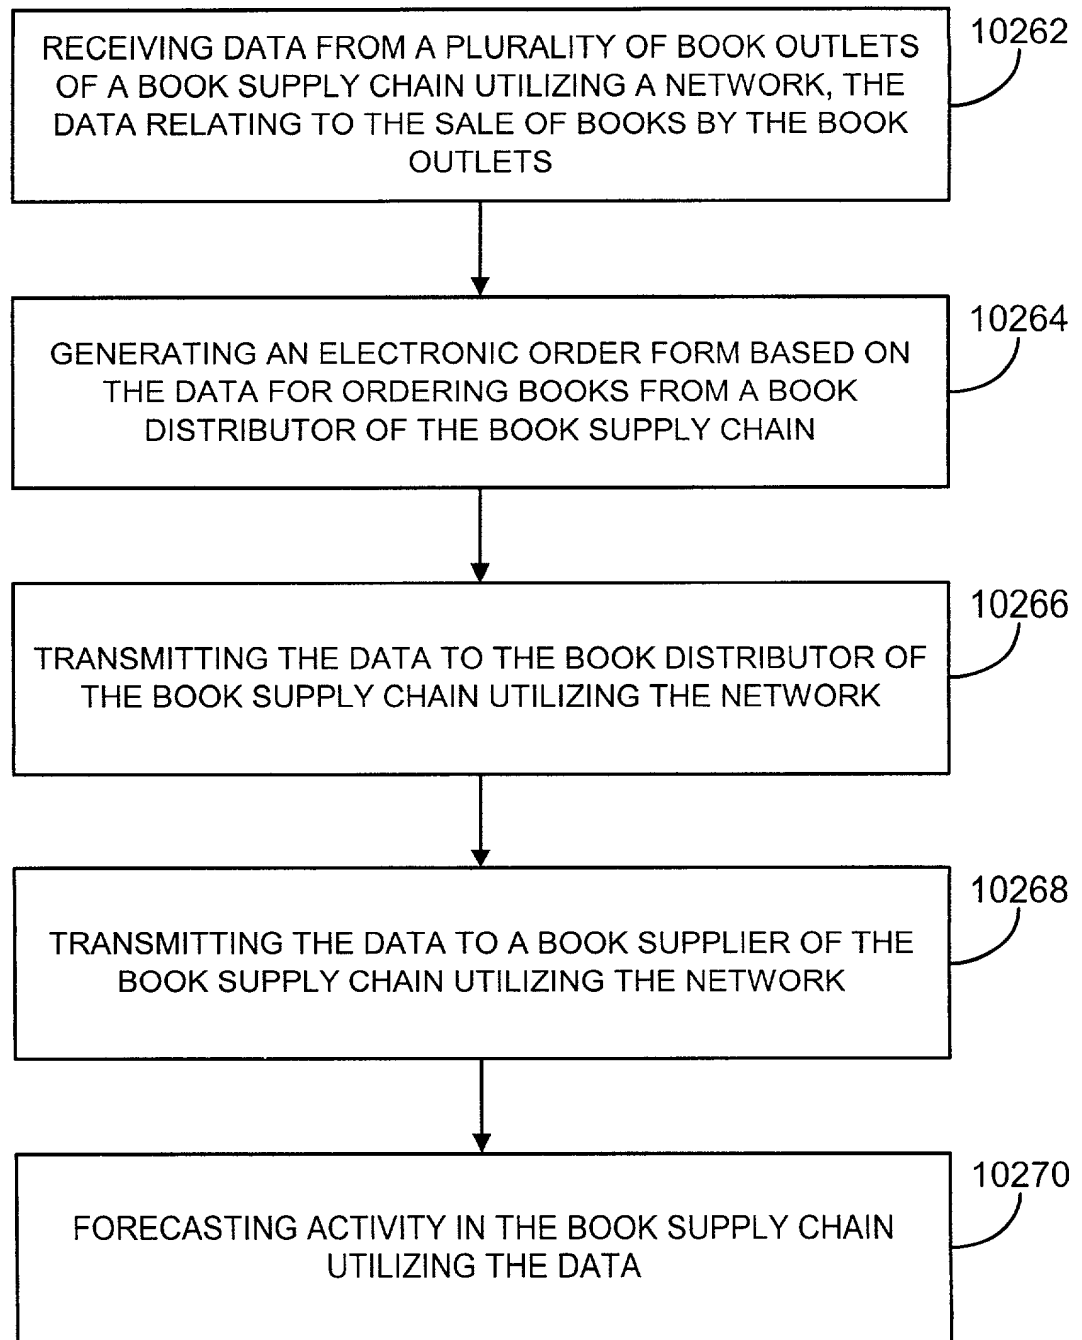 RECEIVING DATA FROM A PLURALITY OF BOOK OUTLETS
OF A BOOK SUPPLY CHAIN UTILIZING A NETWORK, THE
DATA RELATING TO THE SALE OF BOOKS BY THE BOOK
OUTLETS
10262
GENERATING AN ELECTRONIC ORDER FORM BASED ON
THE DATA FOR ORDERING BOOKS FROM A BOOK
DISTRIBUTOR OF THE BOOK SUPPLY CHAIN
10264
TRANSMITTING THE DATA TO THE BOOK DISTRIBUTOR OF
THE BOOK SUPPLY CHAIN UTILIZING THE NETWORK
10266
TRANSMITTING THE DATA TO A BOOK SUPPLIER OF THE
BOOK SUPPLY CHAIN UTILIZING THE NETWORK
10268
FORECASTING ACTIVITY IN THE BOOK SUPPLY CHAIN
UTILIZING THE DATA
10270